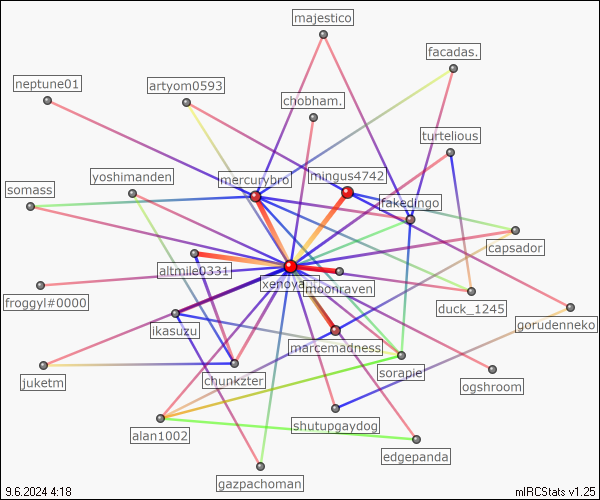 majestico
facadas.
neptune01
artyom0593
chobham.
turtelious
yoshimanden
mercurybro
mingus4742
somass
fakedingo
capsador
altmile0331
moonraven
froggyl#0000
duck_1245
ikasuzu
gorudenneko
marcemadness
sorapie
juketm
chunkzter
ogshroom
alan1002
shutupgaydog
edgepanda
gazpachoman
9.6.2024 4:18
mIRCStats v1.25